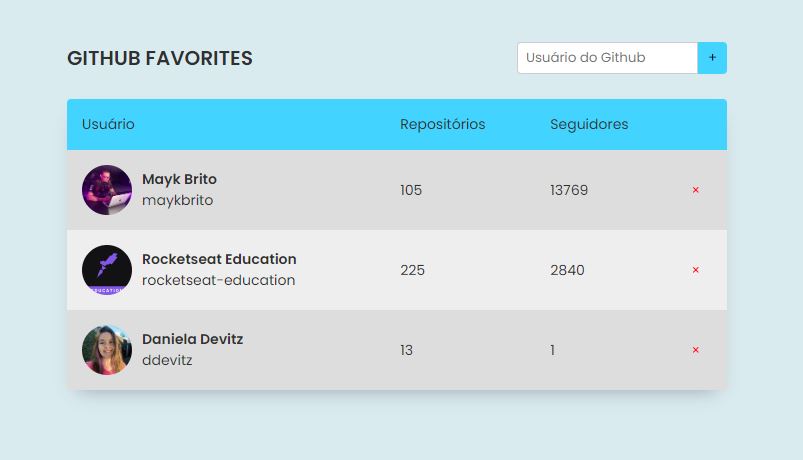 GITHUB FAVORITES
Usuário do Github +
Usuário Repositórios Seguidores
Mayk Brito
maykbrito
105 13769 ×
EDUCATION
Rocketseat Education
rocketseat-education
225 2840 ×
Daniela Devitz
ddevitz
13 1 ×